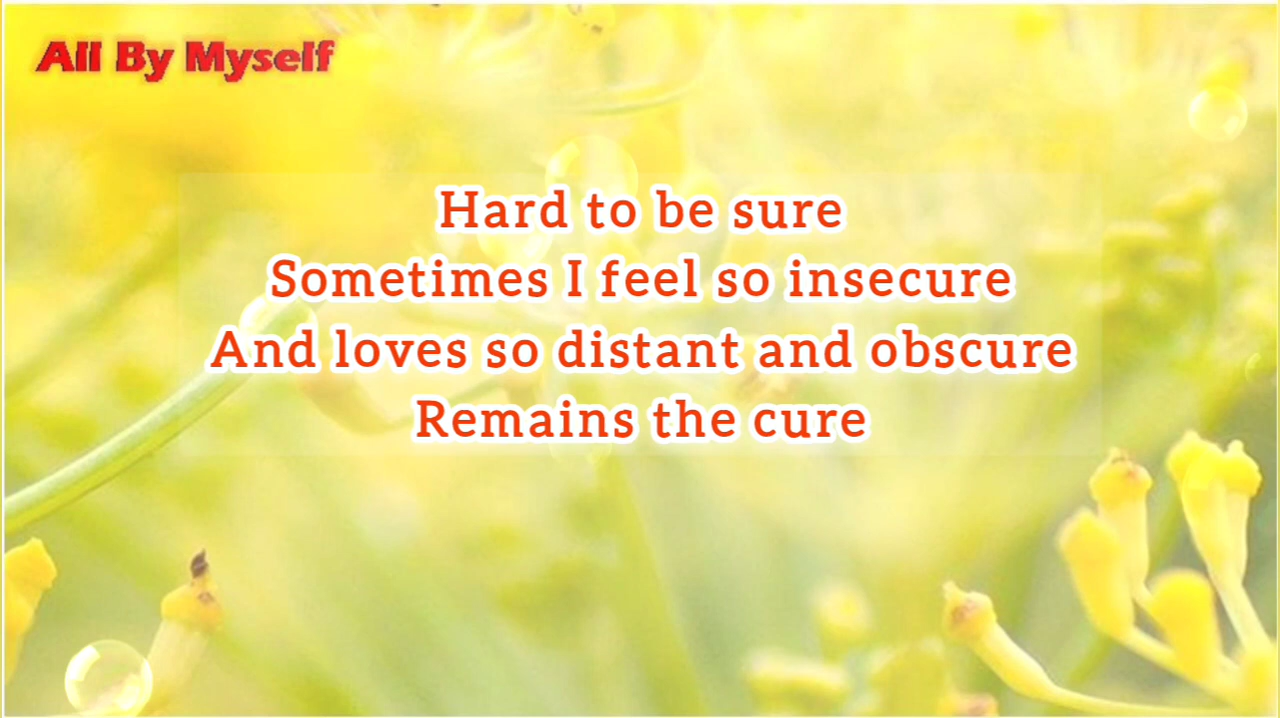 All By Myself
Hard to be sure
Sometimes I feel so insecure
And loves so distant and obscure
Remains the cure